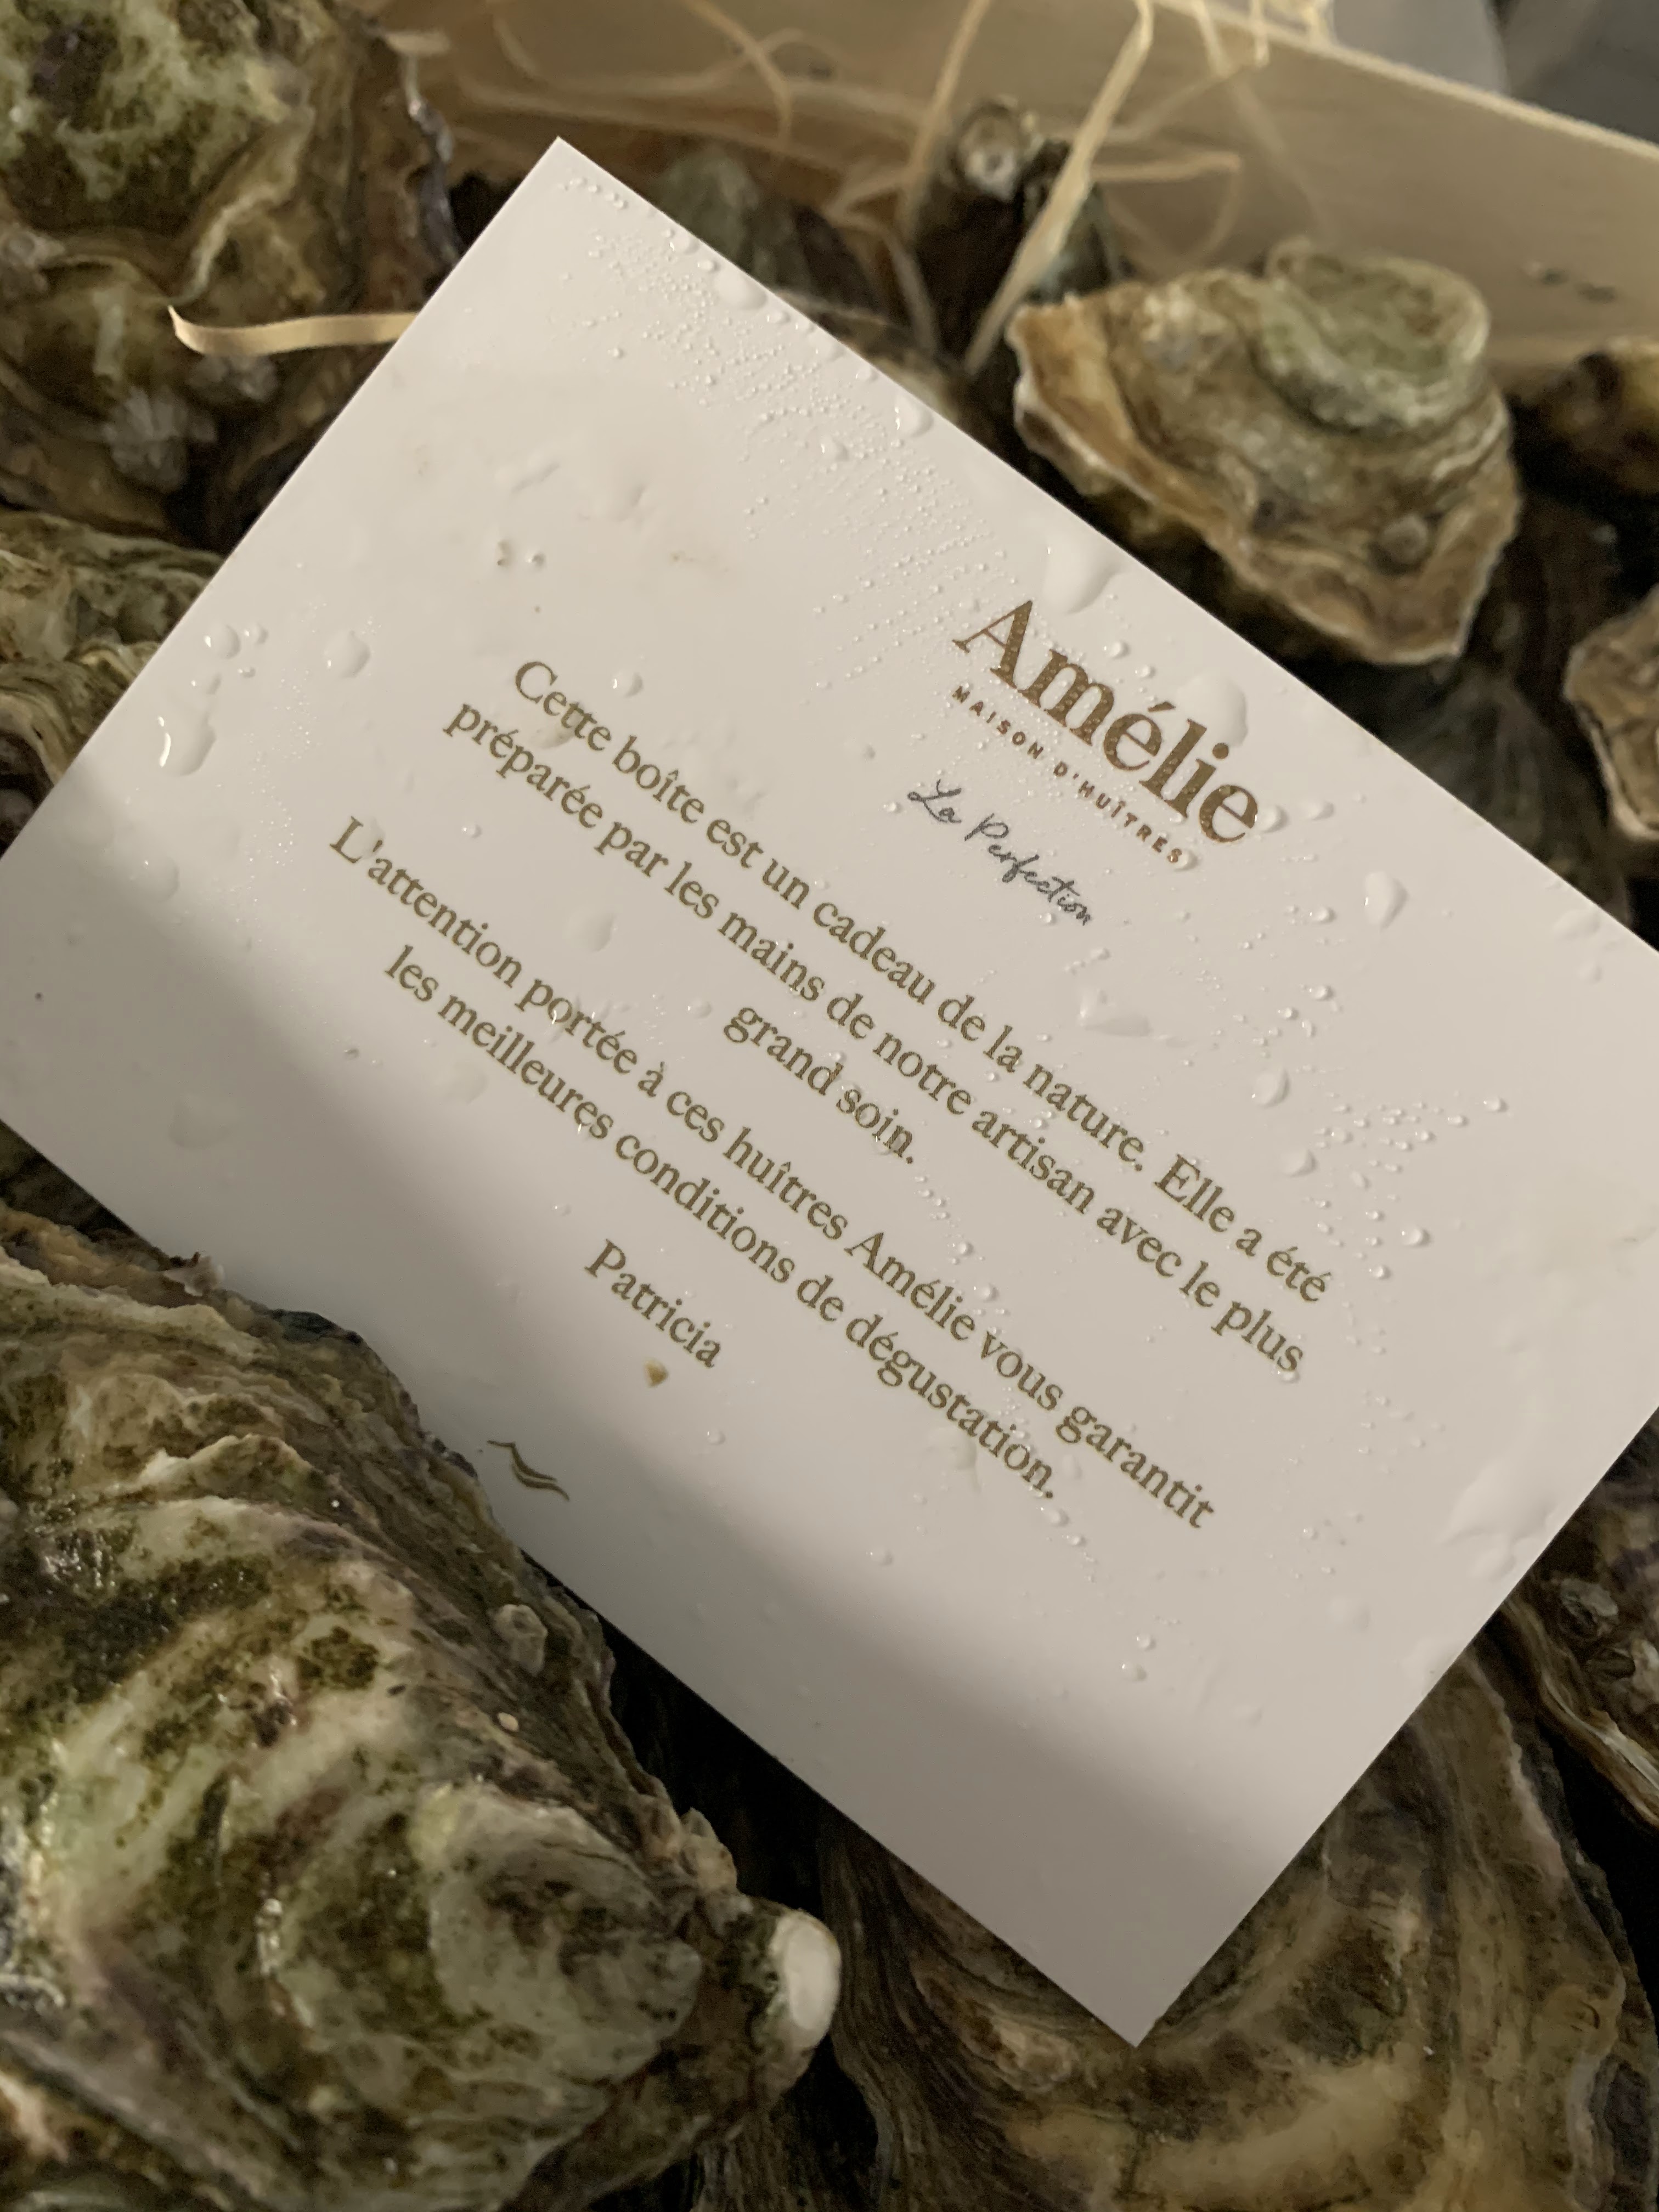 Amélie
MAISON D'HUÎTRES
La Perfection
Cette boîte est un cadeau de la nature. Elle a été
préparée par les mains de notre artisan avec le plus
grand soin.
L'attention portée à ces huîtres Amélie vous garantit
les meilleures conditions de dégustation.
Patricia